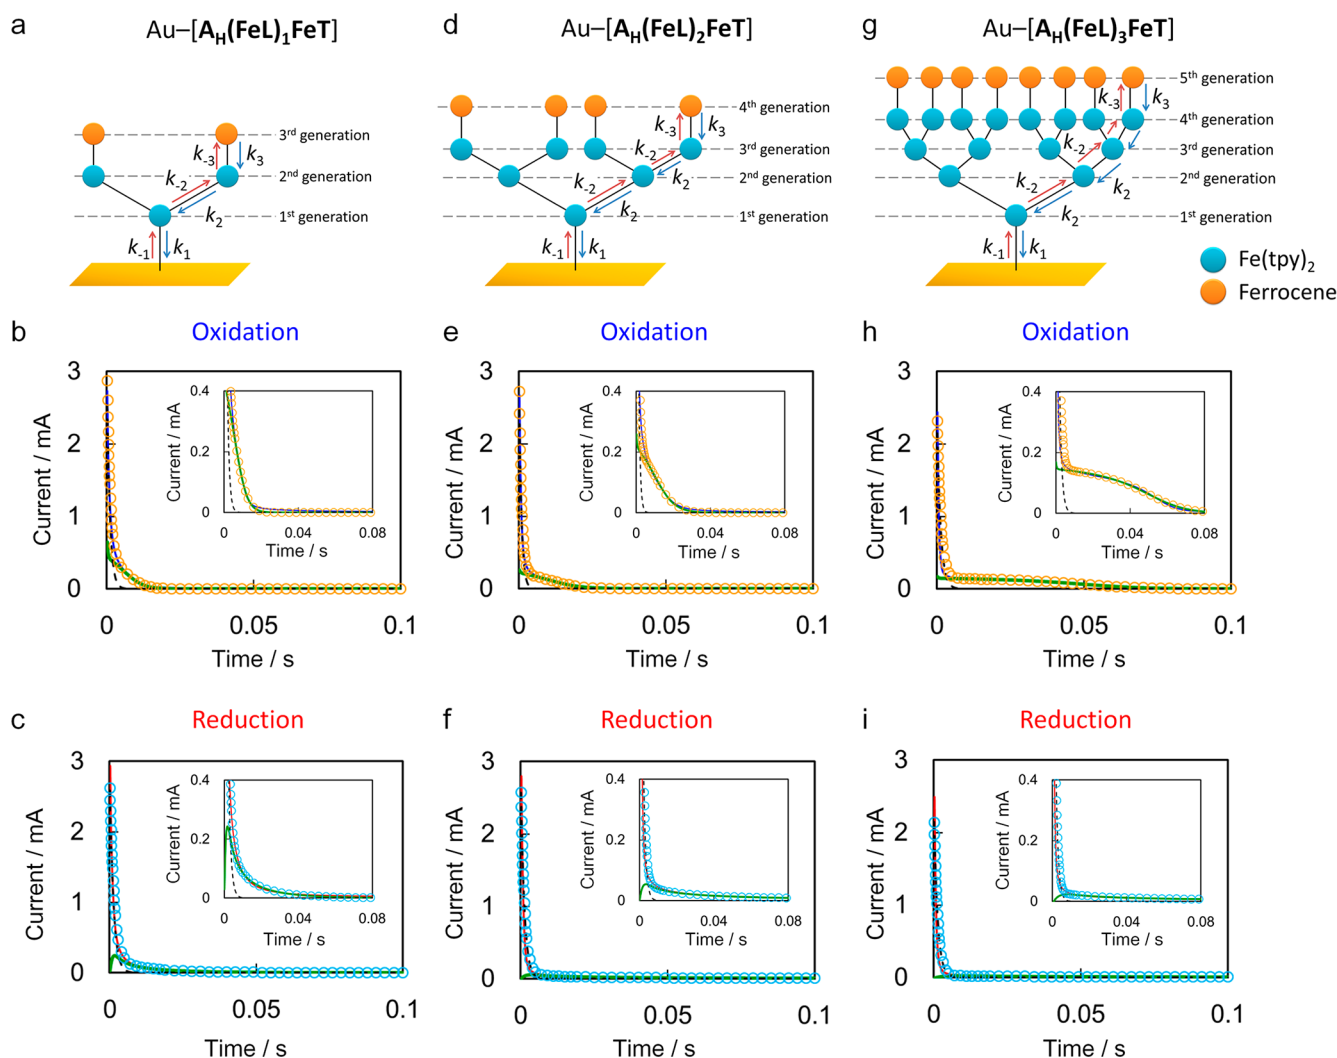 a
Au–[A_H(FeL)_1FeT]
3rd generation
k-3
k3
2nd generation
k-2
k2
1st generation
k-1
k1
d
Au–[A_H(FeL)_2FeT]
4th generation
k-3
k3
3rd generation
k-2
k2
2nd generation
k-2
k2
1st generation
k-1
k1
g
Au–[A_H(FeL)_3FeT]
5th generation
k-3
k3
4th generation
k-2
3rd generation
k2
k-2
2nd generation
k2
1st generation
k-1
k1
Fe(tpy)2
Ferrocene
b
Oxidation
Current / mA
3
2
1
0
0
0.05
0.1
Time / s
Current / mA
0.4
0.2
0
0
0.04
0.08
Time / s
e
Oxidation
Current / mA
3
2
1
0
0
0.05
0.1
Time / s
Current / mA
0.4
0.2
0
0
0.04
0.08
Time / s
h
Oxidation
Current / mA
3
2
1
0
0
0.05
0.1
Time / s
Current / mA
0.4
0.2
0
0
0.04
0.08
Time / s
c
Reduction
Current / mA
3
2
1
0
0
0.05
0.1
Time / s
Current / mA
0.4
0.2
0
0
0.04
0.08
Time / s
f
Reduction
Current / mA
3
2
1
0
0
0.05
0.1
Time / s
Current / mA
0.4
0.2
0
0
0.04
0.08
Time / s
i
Reduction
Current / mA
3
2
1
0
0
0.05
0.1
Time / s
Current / mA
0.4
0.2
0
0
0.04
0.08
Time / s